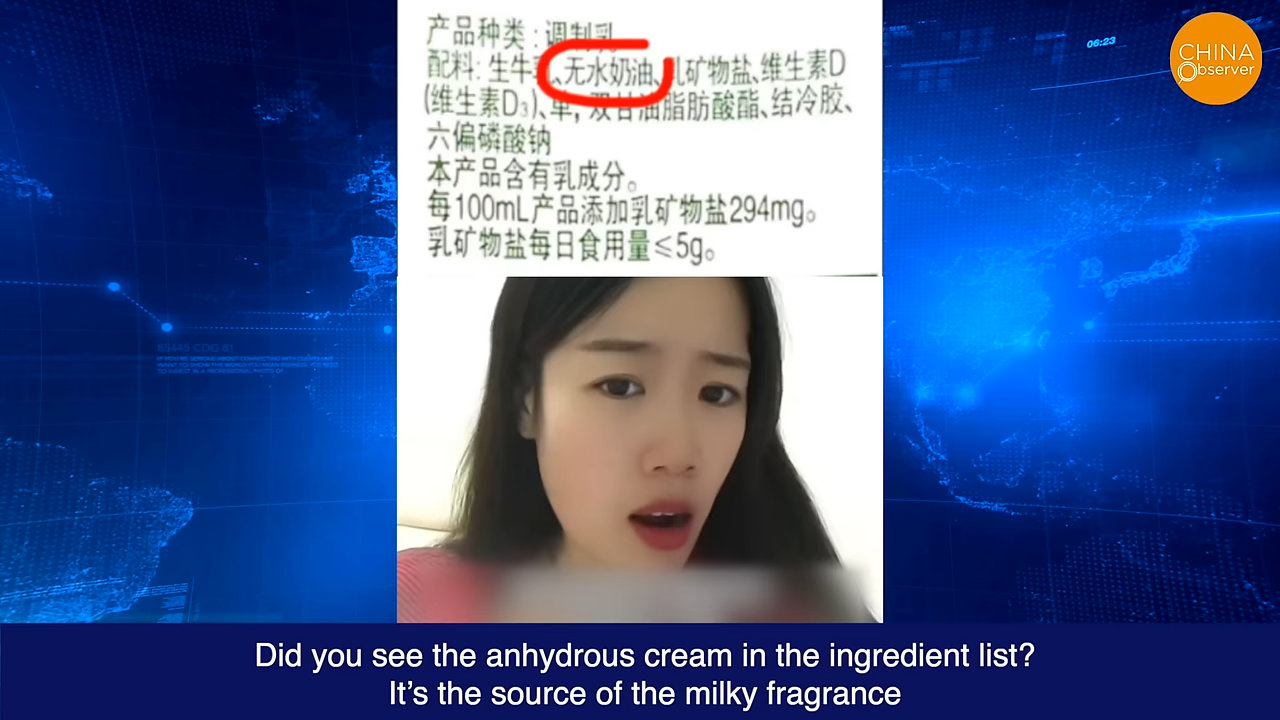 产品种类：调制乳
配料: 生牛乳、无水奶油、乳矿物盐、维生素D
(维生素D₃)、单，双甘油脂肪酸酯、结冷胶、
六偏磷酸钠
本产品含有乳成分。
每100mL产品添加乳矿物盐294mg。
乳矿物盐每日食用量≤5g。
06:23
CHINA
Observer
65445 COG.81
Did you see the anhydrous cream in the ingredient list?
It's the source of the milky fragrance